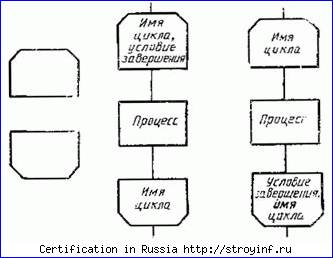 Имя
цикла,
условие
завершения
Процесс
Имя
цикла
Имя
цикла
Процесс
Условие
завершения,
имя
цикла
Certification in Russia http://stroyinf.ru